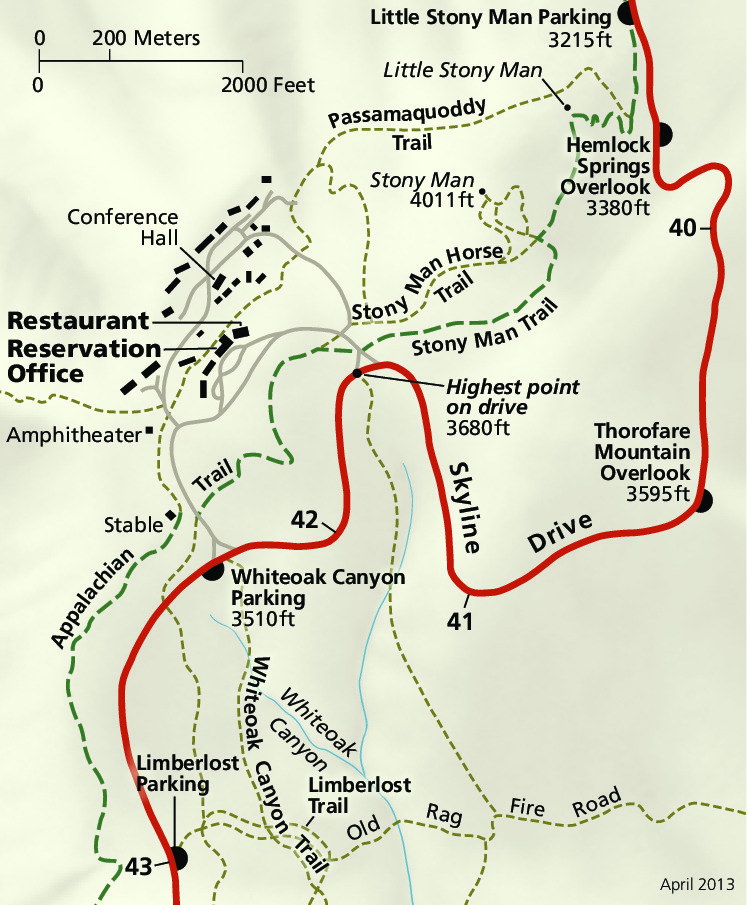 Little Stony Man Parking
3215ft
0 200 Meters
0 2000 Feet
Little Stony Man
Passamaquoddy
Trail
Hemlock
Springs
Overlook
3380ft
Stony Man
4011ft
Conference
Hall
40
Stony Man Horse
Trail
Restaurant
Reservation
Office
Stony Man Trail
Highest point
on drive
3680ft
Amphitheater
Thorofare
Mountain
Overlook
3595ft
Trail
Skyline
Drive
42
Stable
Appalachian
Whiteoak Canyon
Parking
3510ft
41
Whiteoak Canyon Trail
Whiteoak
Canyon
Limberlost
Parking
Limberlost
Trail
Old Rag Fire Road
43
April 2013